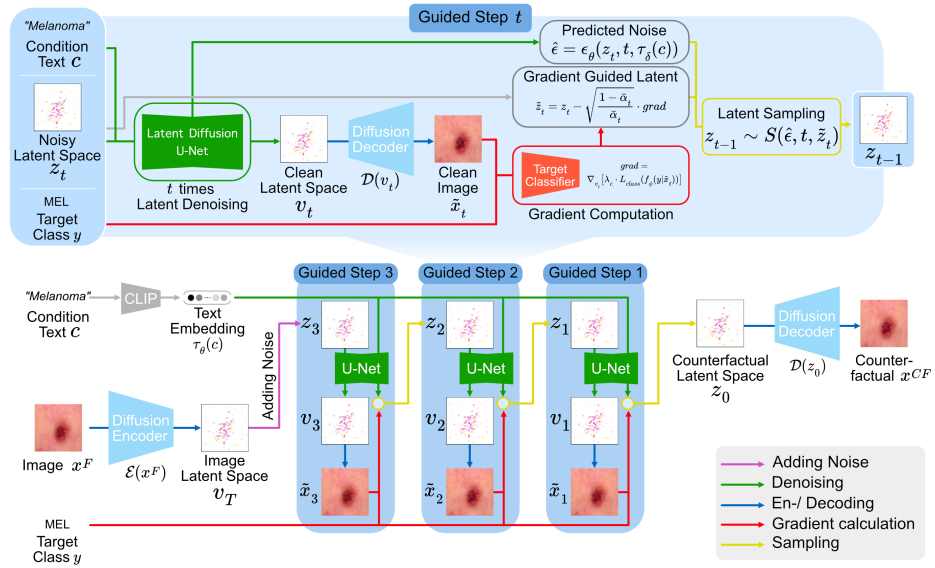 Guided Step t
"Melanoma"
Condition
Text c
Noisy
Latent Space
z_t
MEL
Target
Class y
Latent Diffusion
U-Net
t times
Latent Denoising
Clean
Latent Space
v_t
Diffusion
Decoder
D(v_t)
Clean
Image
x̃_t
Predicted Noise
ε̂ = ε_θ(z_t, t, τ_δ(c))
Gradient Guided Latent
z̃_t = z_t − √((1 − ᾱ_t)/ᾱ_t) · grad
Target
Classifier
grad =
∇_{v_t}[λ_c · L_class(f_φ(y|x̃_t))]
Gradient Computation
Latent Sampling
z_{t−1} ∼ S(ε̂, t, z̃_t)
z_{t−1}
Guided Step 3
Guided Step 2
Guided Step 1
"Melanoma"
Condition
Text c
CLIP
Text
Embedding
τ_θ(c)
Adding Noise
Image x^F
Diffusion
Encoder
ℰ(x^F)
Image
Latent Space
v_T
MEL
Target
Class y
z_3
U-Net
v_3
x̃_3
z_2
U-Net
v_2
x̃_2
z_1
U-Net
v_1
x̃_1
Counterfactual
Latent Space
z_0
Diffusion
Decoder
D(z_0)
Counter-
factual x^{CF}
Adding Noise
Denoising
En-/ Decoding
Gradient calculation
Sampling